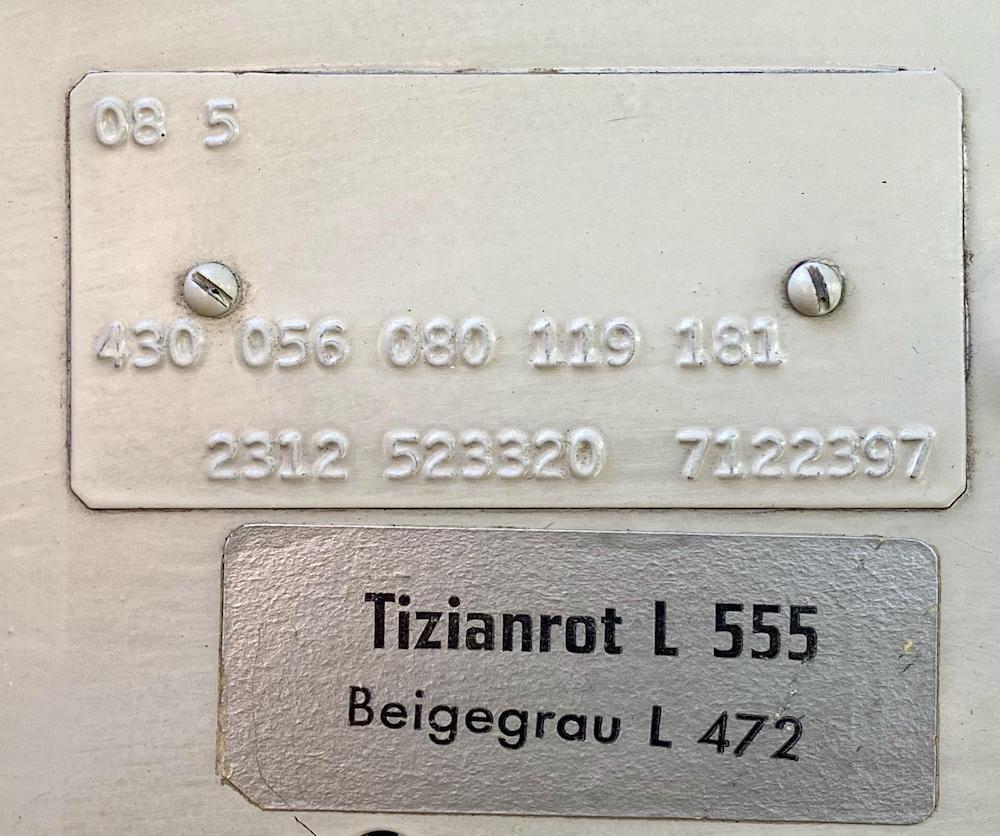 08 5
430 056 080 119 181
2312 523320 7122397
Tizianrot L 555
Beigegrau L 472